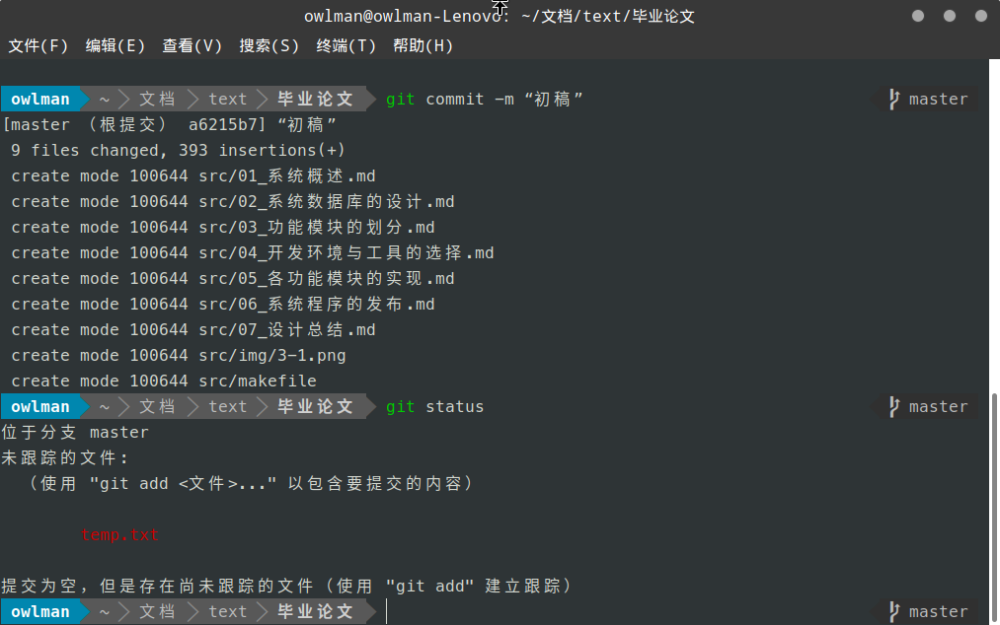 owlman@owlman-Lenovo: ~/文档/text/毕业论文
文件(F) 编辑(E) 查看(V) 搜索(S) 终端(T) 帮助(H)
owlman ~ 文档 text 毕业论文 git commit -m “初稿” master
[master （根提交） a6215b7] “初稿”
9 files changed, 393 insertions(+)
create mode 100644 src/01_系统概述.md
create mode 100644 src/02_系统数据库的设计.md
create mode 100644 src/03_功能模块的划分.md
create mode 100644 src/04_开发环境与工具的选择.md
create mode 100644 src/05_各功能模块的实现.md
create mode 100644 src/06_系统程序的发布.md
create mode 100644 src/07_设计总结.md
create mode 100644 src/img/3-1.png
create mode 100644 src/makefile
owlman ~ 文档 text 毕业论文 git status master
位于分支 master
未跟踪的文件:
（使用 "git add <文件>..." 以包含要提交的内容）
temp.txt
提交为空，但是存在尚未跟踪的文件（使用 "git add" 建立跟踪）
owlman ~ 文档 text 毕业论文 master